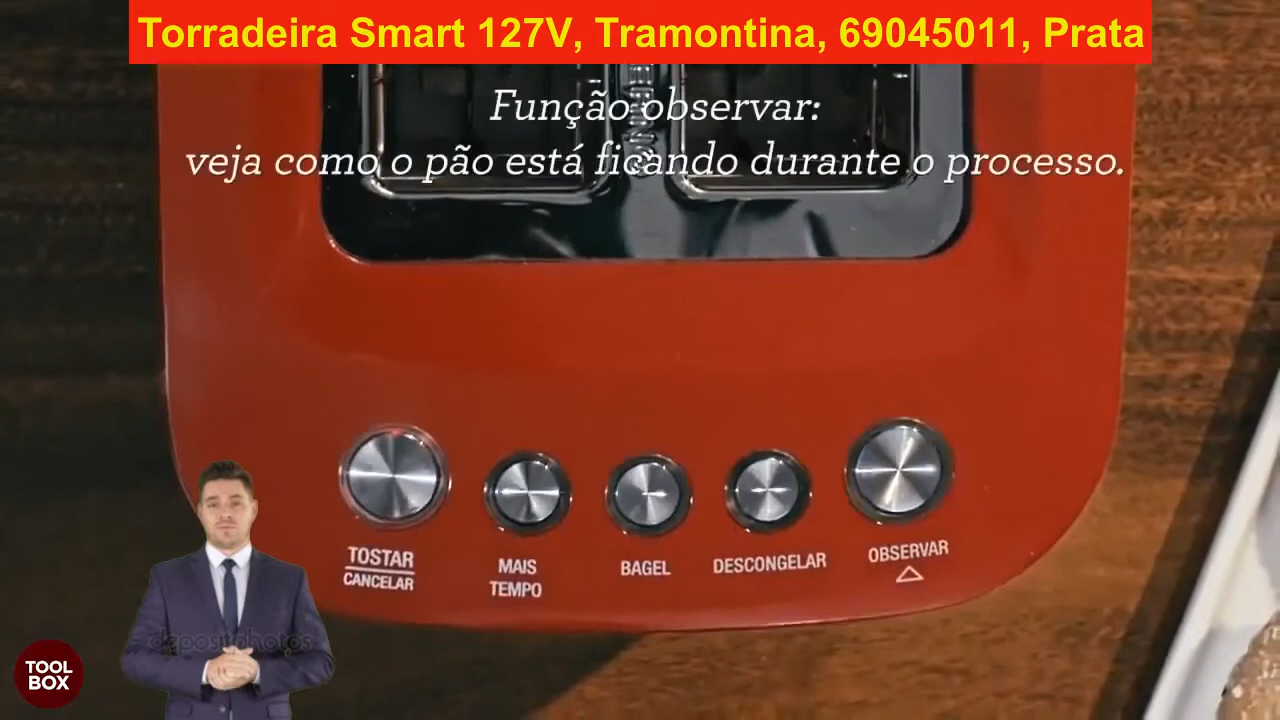 Torradeira Smart 127V, Tramontina, 69045011, Prata
Função observar:
veja como o pão está ficando durante o processo.
TOSTAR
CANCELAR
MAIS
TEMPO
BAGEL
DESCONGELAR
OBSERVAR
depositphotos
TOOL
BOX